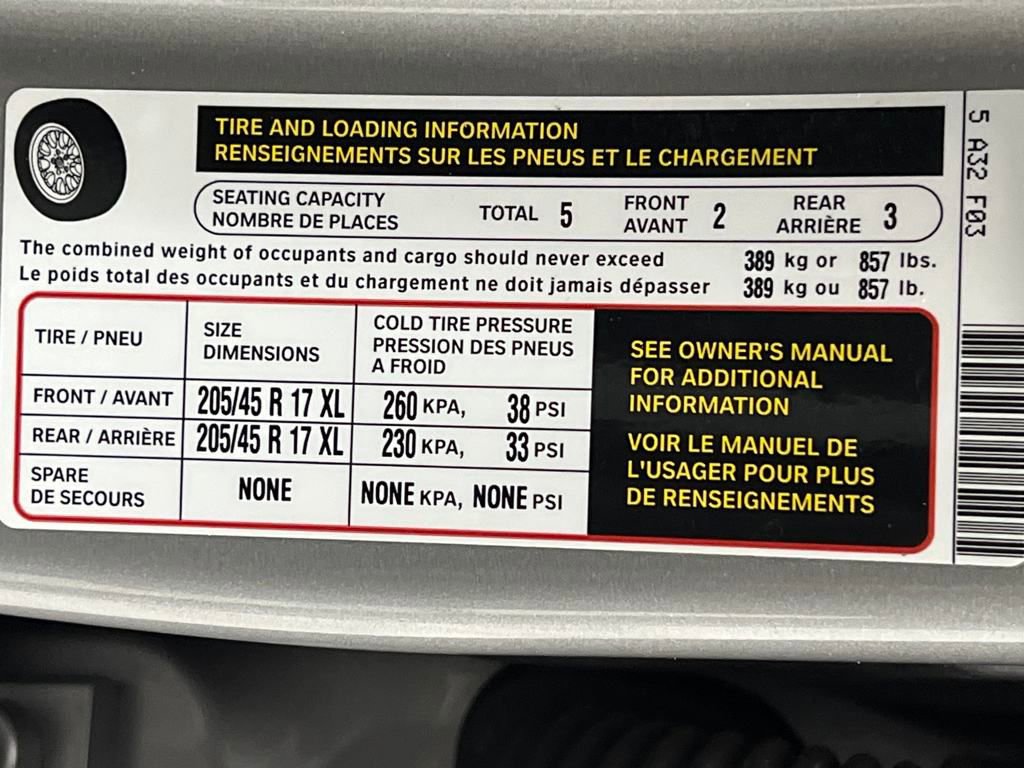 TIRE AND LOADING INFORMATION
RENSEIGNEMENTS SUR LES PNEUS ET LE CHARGEMENT
SEATING CAPACITY
NOMBRE DE PLACES
TOTAL 5
FRONT
AVANT
2
REAR
ARRIÈRE
3
The combined weight of occupants and cargo should never exceed 389 kg or 857 lbs.
Le poids total des occupants et du chargement ne doit jamais dépasser 389 kg ou 857 lb.
TIRE / PNEU
SIZE
DIMENSIONS
COLD TIRE PRESSURE
PRESSION DES PNEUS
A FROID
FRONT / AVANT 205/45 R 17 XL 260 KPA, 38 PSI
REAR / ARRIÈRE 205/45 R 17 XL 230 KPA, 33 PSI
SPARE
DE SECOURS
NONE
NONE KPA, NONE PSI
SEE OWNER'S MANUAL
FOR ADDITIONAL
INFORMATION
VOIR LE MANUEL DE
L'USAGER POUR PLUS
DE RENSEIGNEMENTS
5 A32 F03